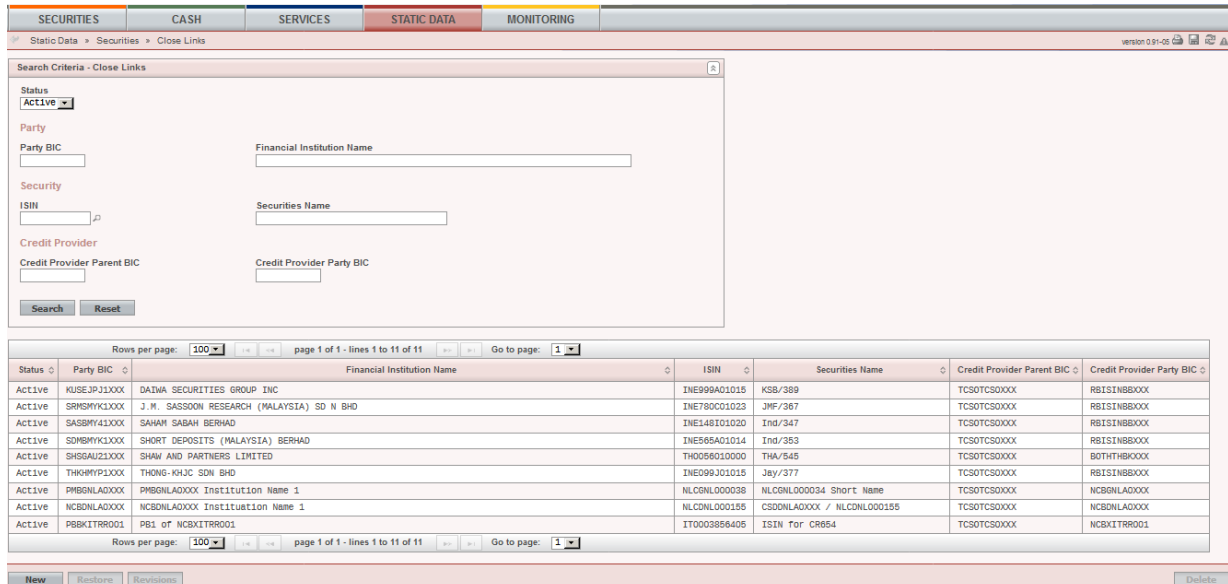 SECURITIES CASH SERVICES STATIC DATA MONITORING
Static Data » Securities » Close Links version 0.91-05
Search Criteria - Close Links
Status
Active
Party
Party BIC Financial Institution Name
Security
ISIN Securities Name
Credit Provider
Credit Provider Parent BIC Credit Provider Party BIC
Search Reset
Rows per page: 100 page 1 of 1 - lines 1 to 11 of 11 Go to page: 1
Status Party BIC Financial Institution Name ISIN Securities Name Credit Provider Parent BIC Credit Provider Party BIC
Active KUSEJPJ1XXX DAIWA SECURITIES GROUP INC INE999A01015 KSB/389 TCSOTCSOXXX RBISINBBXXX
Active SRMSMYK1XXX J.M. SASSOON RESEARCH (MALAYSIA) SD N BHD INE780C01023 JMF/367 TCSOTCSOXXX RBISINBBXXX
Active SASBMY41XXX SAHAM SABAH BERHAD INE148I01020 Ind/347 TCSOTCSOXXX RBISINBBXXX
Active SDMBMYK1XXX SHORT DEPOSITS (MALAYSIA) BERHAD INE565A01014 Ind/353 TCSOTCSOXXX RBISINBBXXX
Active SHSGAU21XXX SHAW AND PARTNERS LIMITED TH0056010000 THA/545 TCSOTCSOXXX BOTHTHBKXXX
Active THKHMYP1XXX THONG-KHJC SDN BHD INE099J01015 Jay/377 TCSOTCSOXXX RBISINBBXXX
Active PMBGNLAOXXX PMBGNLAOXXX Institution Name 1 NLCGNL000038 NLCGNL000034 Short Name TCSOTCSOXXX NCBGNLAOXXX
Active NCBDNLAOXXX NCBDNLAOXXX Instituation Name 1 NLCDNL000155 CSDDNLAOXXX / NLCDNL000155 TCSOTCSOXXX NCBDNLAOXXX
Active PBBKITRR001 PB1 of NCBXITRR001 IT0003856405 ISIN for CR654 TCSOTCSOXXX NCBXITRR001
Rows per page: 100 page 1 of 1 - lines 1 to 11 of 11 Go to page: 1
New Restore Revisions Delete